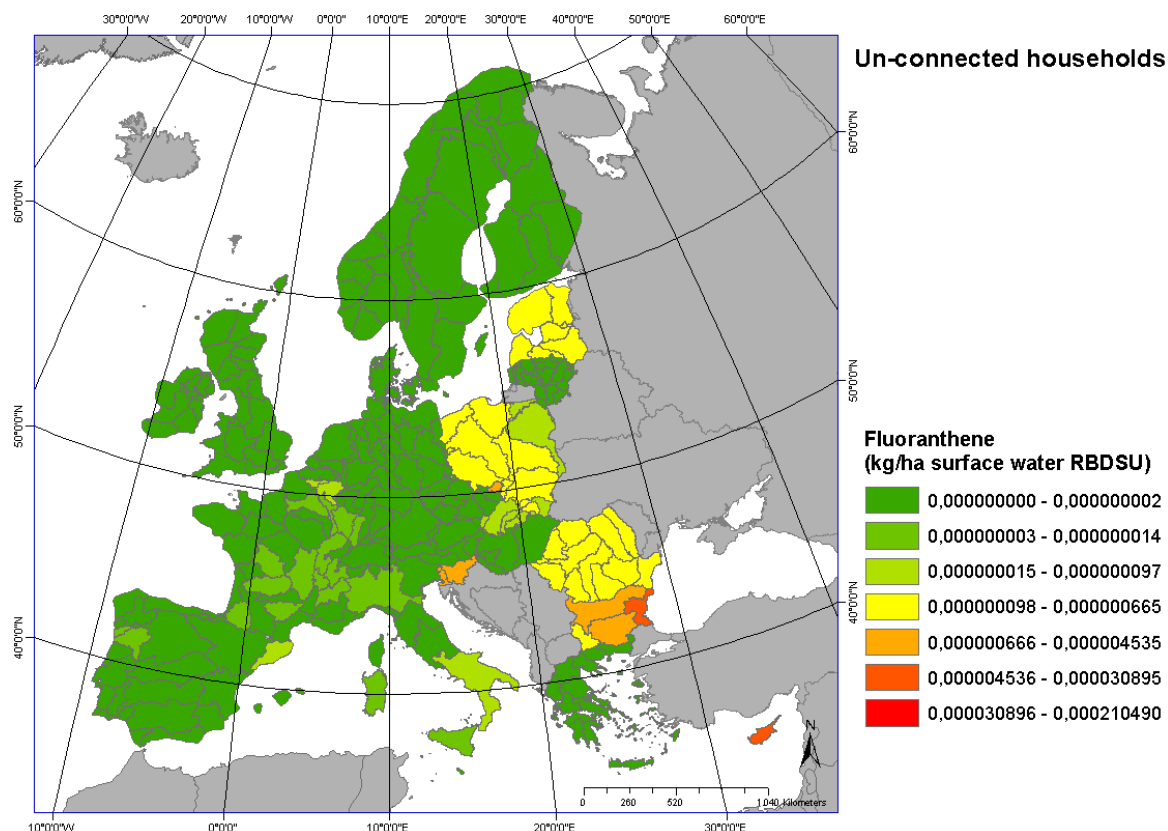 30°0'0"W 20°0'0"W 10°0'0"W 0°0'0" 10°0'0"E 20°0'0"E 30°0'0"E 40°0'0"E 50°0'0"E 60°0'0"E
Un-connected households
60°0'0"N
60°0'0"N
50°0'0"N
50°0'0"N
Fluoranthene
(kg/ha surface water RBDSU)
0,000000000 - 0,000000002
0,000000003 - 0,000000014
0,000000015 - 0,000000097
0,000000098 - 0,000000665
0,000000666 - 0,000004535
0,000004536 - 0,000030895
0,000030896 - 0,000210490
40°0'0"N
40°0'0"N
N
0 260 520 1 040 Kilometers
10°0'0"W 0°0'0"E 10°0'0"E 20°0'0"E 30°0'0"E